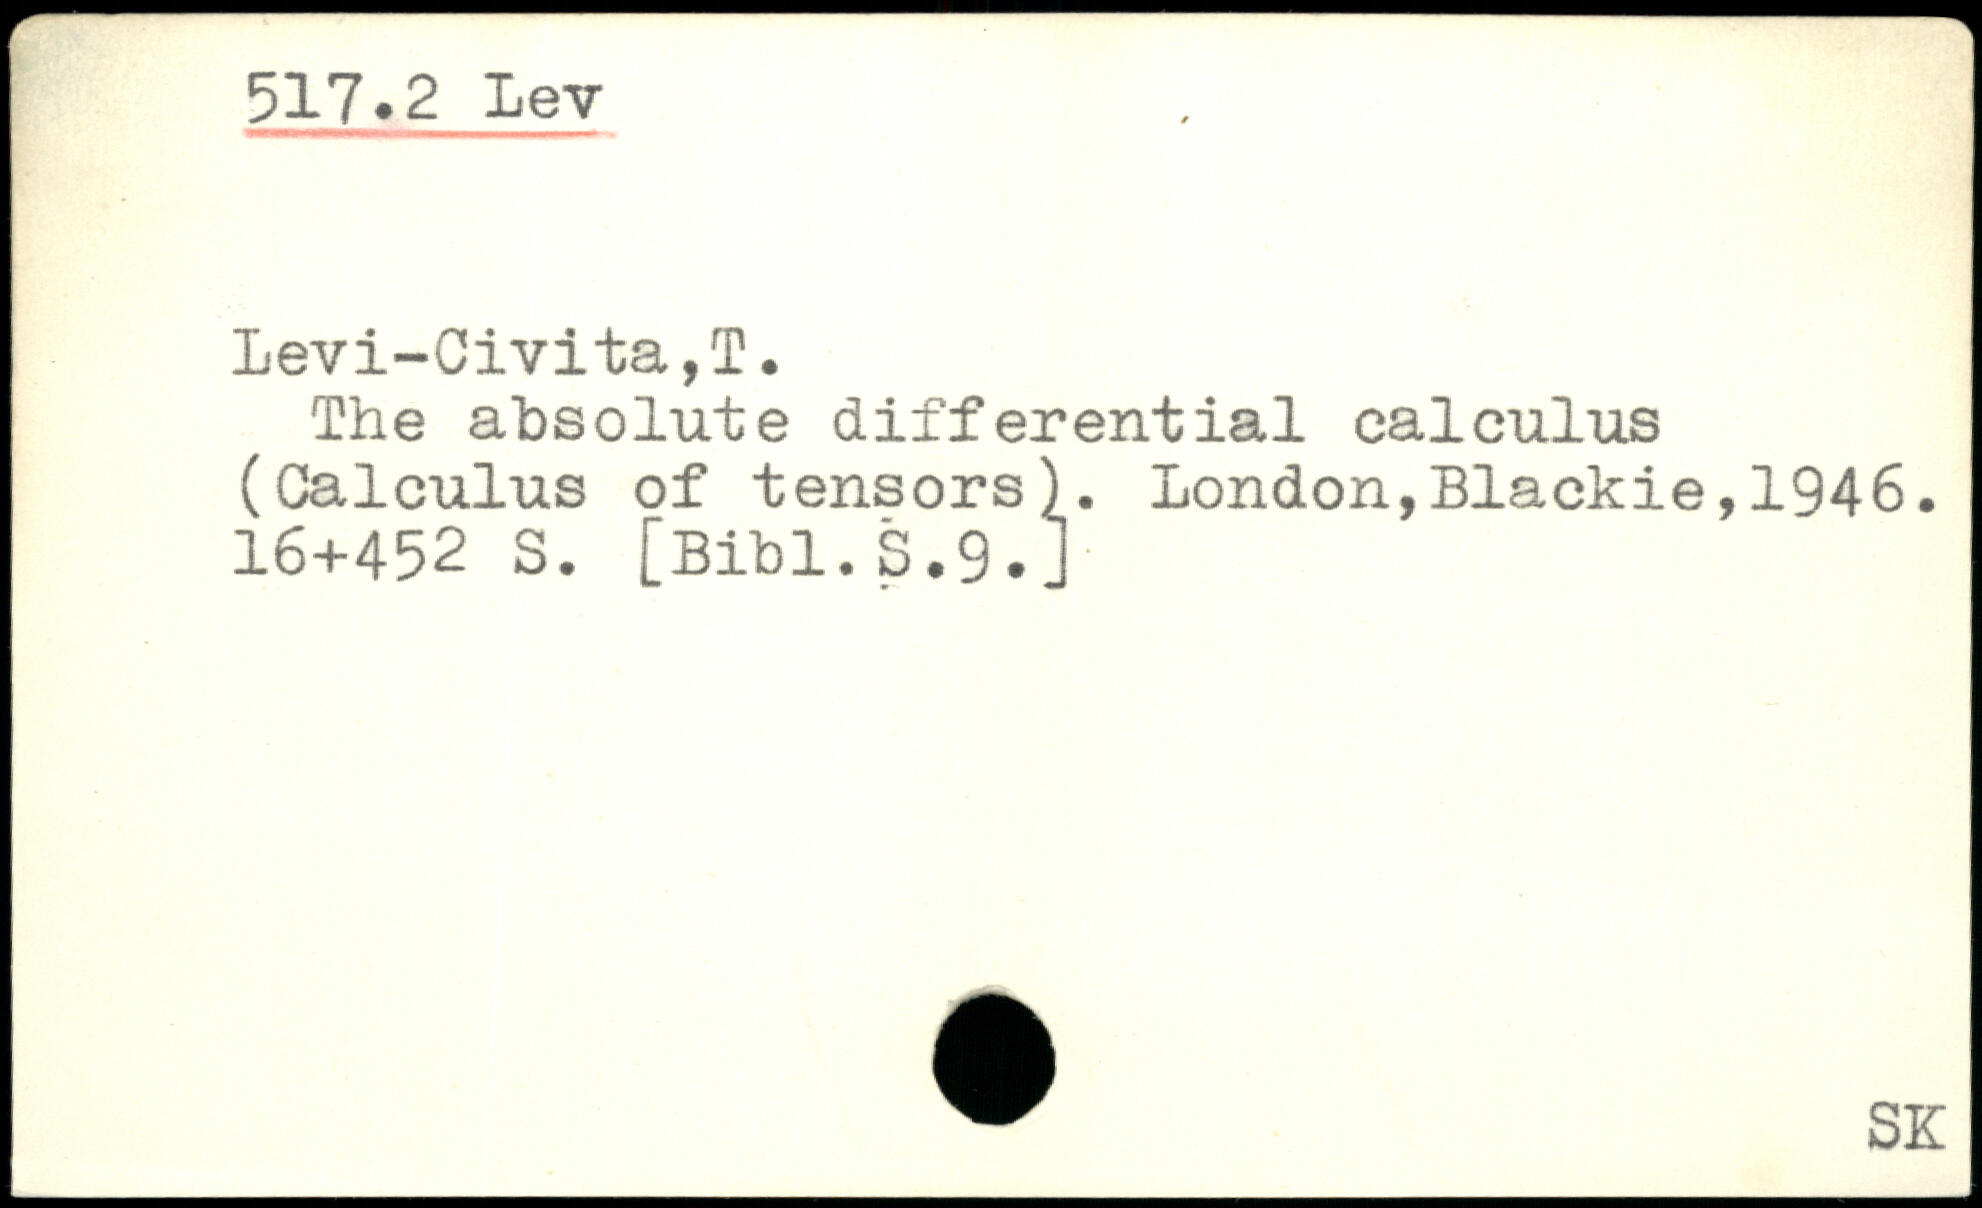 517.2 Lev
Levi-Civita,T.
The absolute differential calculus
(Calculus of tensors). London,Blackie,1946.
16+452 S. [Bibl.S.9.]
SK